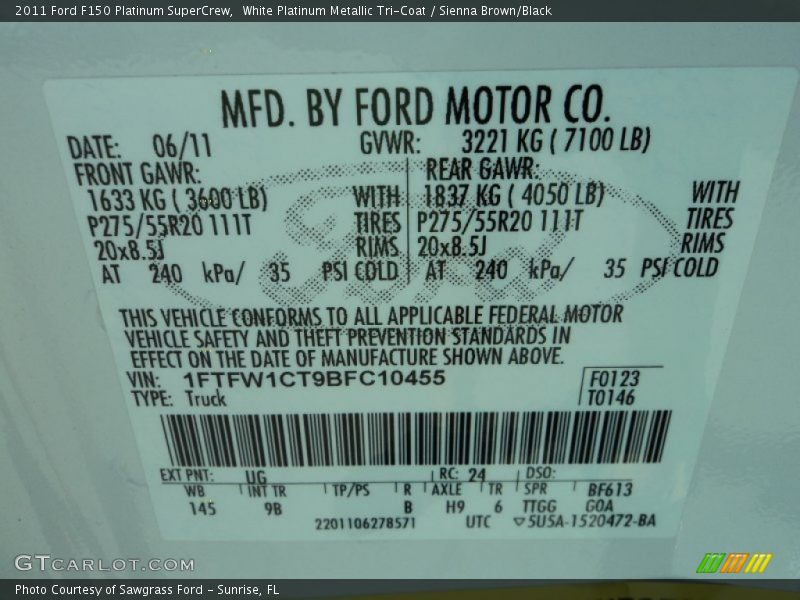 2011 Ford F150 Platinum SuperCrew,  White Platinum Metallic Tri-Coat / Sienna Brown/Black
MFD. BY FORD MOTOR CO.
DATE: 06/11 GVWR: 3221 KG ( 7100 LB)
FRONT GAWR: REAR GAWR:
1633 KG ( 3600 LB) WITH 1837 KG ( 4050 LB) WITH
P275/55R20 111T TIRES P275/55R20 111T TIRES
20x8.5J RIMS 20x8.5J RIMS
AT 240 kPa/ 35 PSI COLD AT 240 kPa/ 35 PSI COLD
Ford
THIS VEHICLE CONFORMS TO ALL APPLICABLE FEDERAL MOTOR
VEHICLE SAFETY AND THEFT PREVENTION STANDARDS IN
EFFECT ON THE DATE OF MANUFACTURE SHOWN ABOVE.
VIN: 1FTFW1CT9BFC10455 F0123
TYPE: Truck T0146
EXT PNT: UG RC: 24 DSO:
WB INT TR TP/PS R AXLE TR SPR BF613
145 9B B H9 6 TTGG GOA
2201106278571 UTC ▽5U5A-1520472-BA
GTCARLOT.COM
Photo Courtesy of Sawgrass Ford - Sunrise, FL